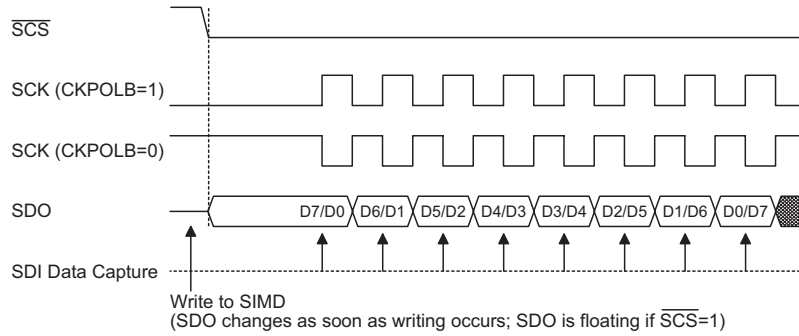 SCS
SCK (CKPOLB=1)
SCK (CKPOLB=0)
SDO
D7/D0 D6/D1 D5/D2 D4/D3 D3/D4 D2/D5 D1/D6 D0/D7
SDI Data Capture
Write to SIMD
(SDO changes as soon as writing occurs; SDO is floating if SCS=1)